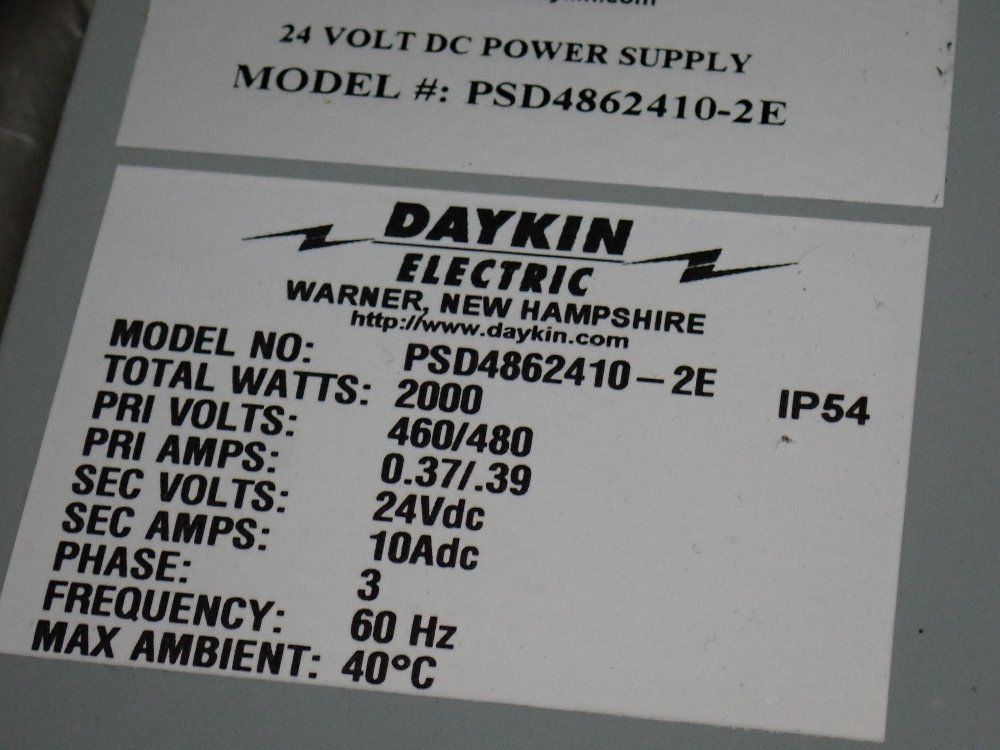 24 VOLT DC POWER SUPPLY
MODEL #: PSD4862410-2E
DAYKIN
ELECTRIC
WARNER, NEW HAMPSHIRE
http://www.daykin.com
MODEL NO: PSD4862410-2E IP54
TOTAL WATTS: 2000
PRI VOLTS: 460/480
PRI AMPS: 0.37/.39
SEC VOLTS: 24Vdc
SEC AMPS: 10Adc
PHASE: 3
FREQUENCY: 60 Hz
MAX AMBIENT: 40°C